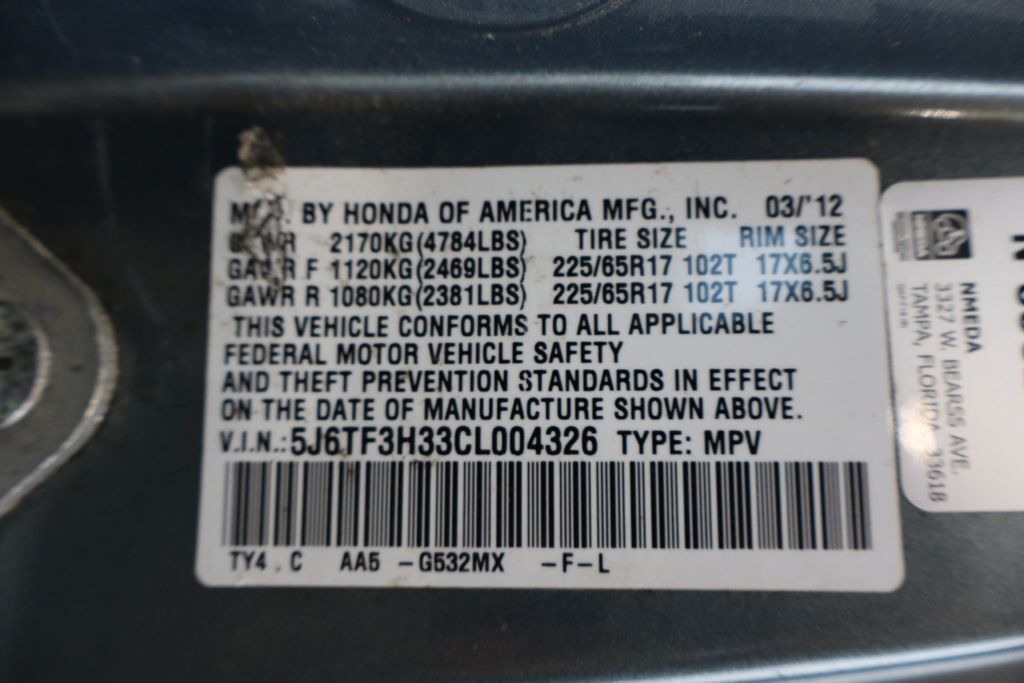 BY HONDA OF AMERICA MFG., INC. 03/'12
2170KG(4784LBS) TIRE SIZE RIM SIZE
GAWR F 1120KG(2469LBS) 225/65R17 102T 17X6.5J
GAWR R 1080KG(2381LBS) 225/65R17 102T 17X6.5J
THIS VEHICLE CONFORMS TO ALL APPLICABLE
FEDERAL MOTOR VEHICLE SAFETY
AND THEFT PREVENTION STANDARDS IN EFFECT
ON THE DATE OF MANUFACTURE SHOWN ABOVE.
V.I.N.:5J6TF3H33CL004326 TYPE: MPV
TY4.C AA5 -G532MX -F-L
NMEDA
3327 W. BEARSS AVE.
TAMPA, FLORIDA 33618